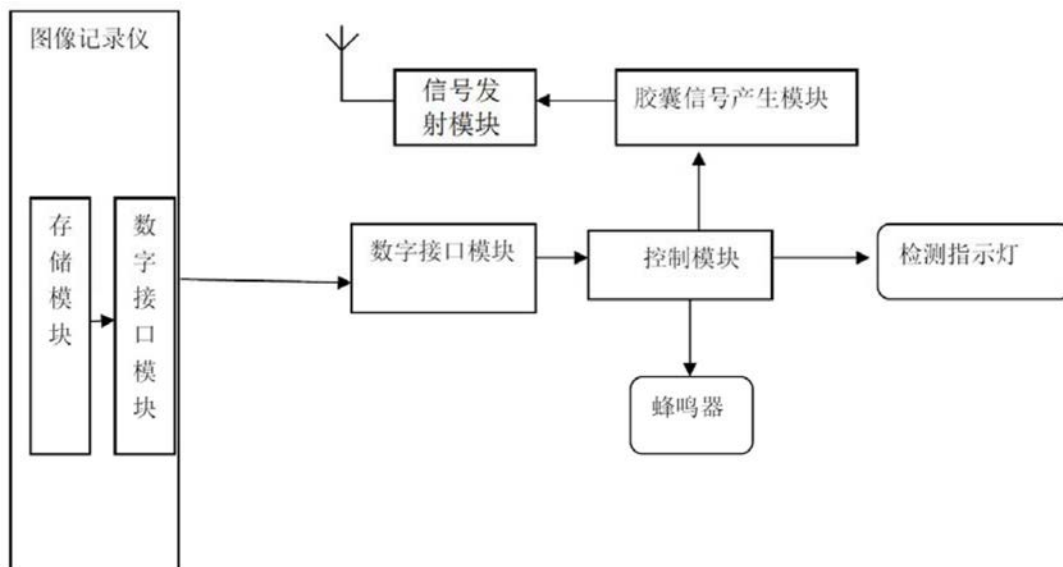 图像记录仪
信号发
射模块
胶囊信号产生模块
存储模块
数字接口模块
数字接口模块
控制模块
检测指示灯
蜂鸣器